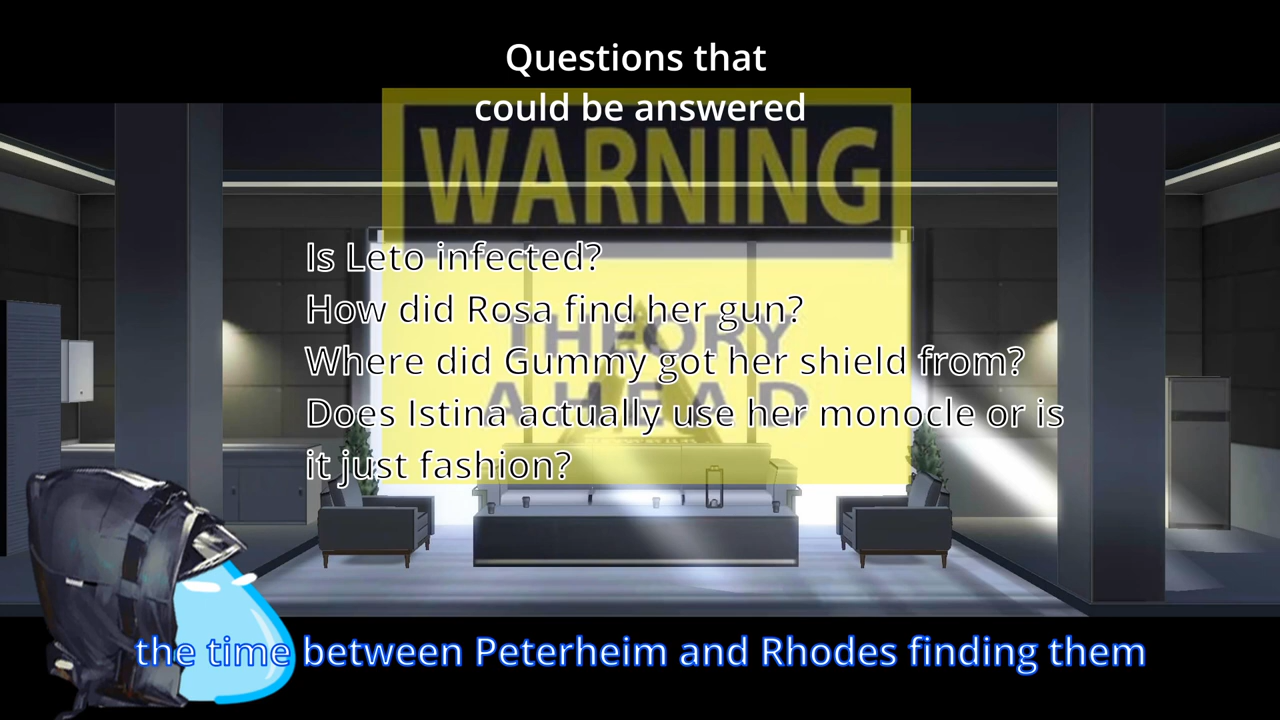 Questions that
could be answered
WARNING
Is Leto infected?
How did Rosa find her gun?
THEORY
Where did Gummy got her shield from?
AHEAD
Does Istina actually use her monocle or is
it just fashion?
the time between Peterheim and Rhodes finding them